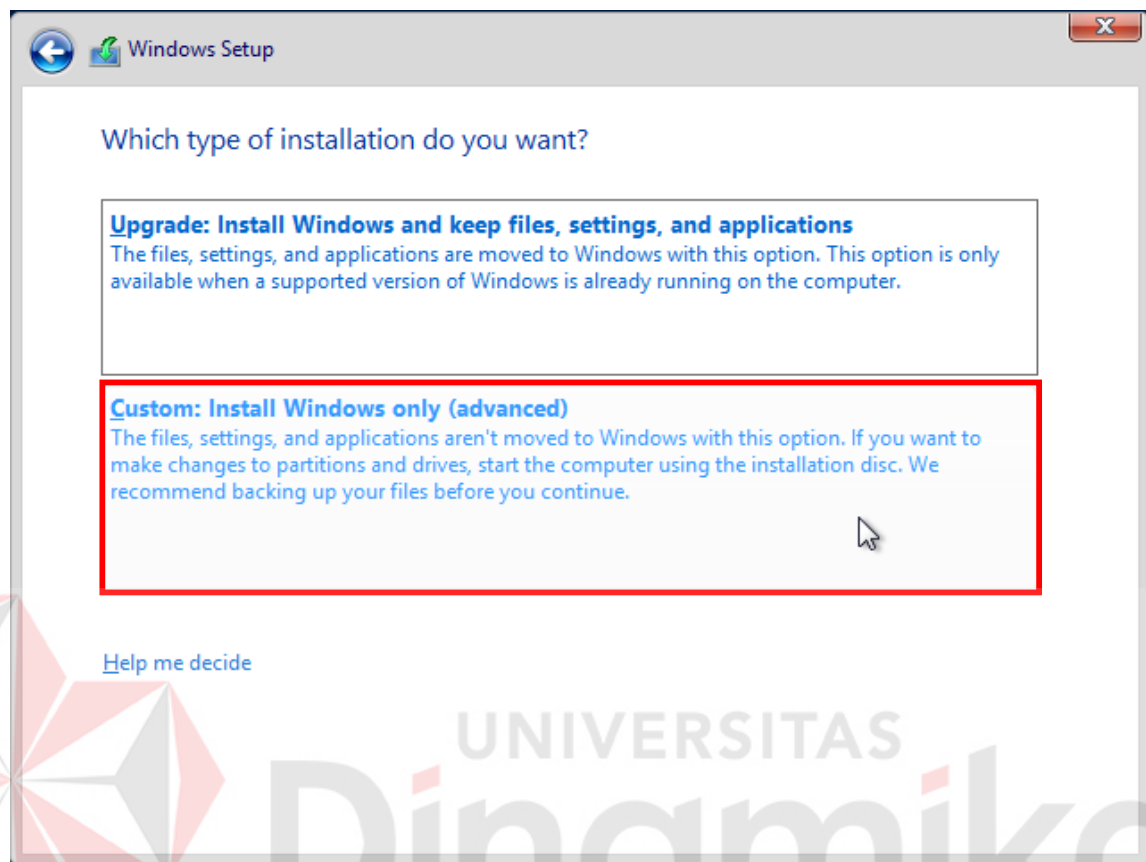 Windows Setup
Which type of installation do you want?
Upgrade: Install Windows and keep files, settings, and applications
The files, settings, and applications are moved to Windows with this option. This option is only
available when a supported version of Windows is already running on the computer.
Custom: Install Windows only (advanced)
The files, settings, and applications aren't moved to Windows with this option. If you want to
make changes to partitions and drives, start the computer using the installation disc. We
recommend backing up your files before you continue.
Help me decide
UNIVERSITAS
Dinamika